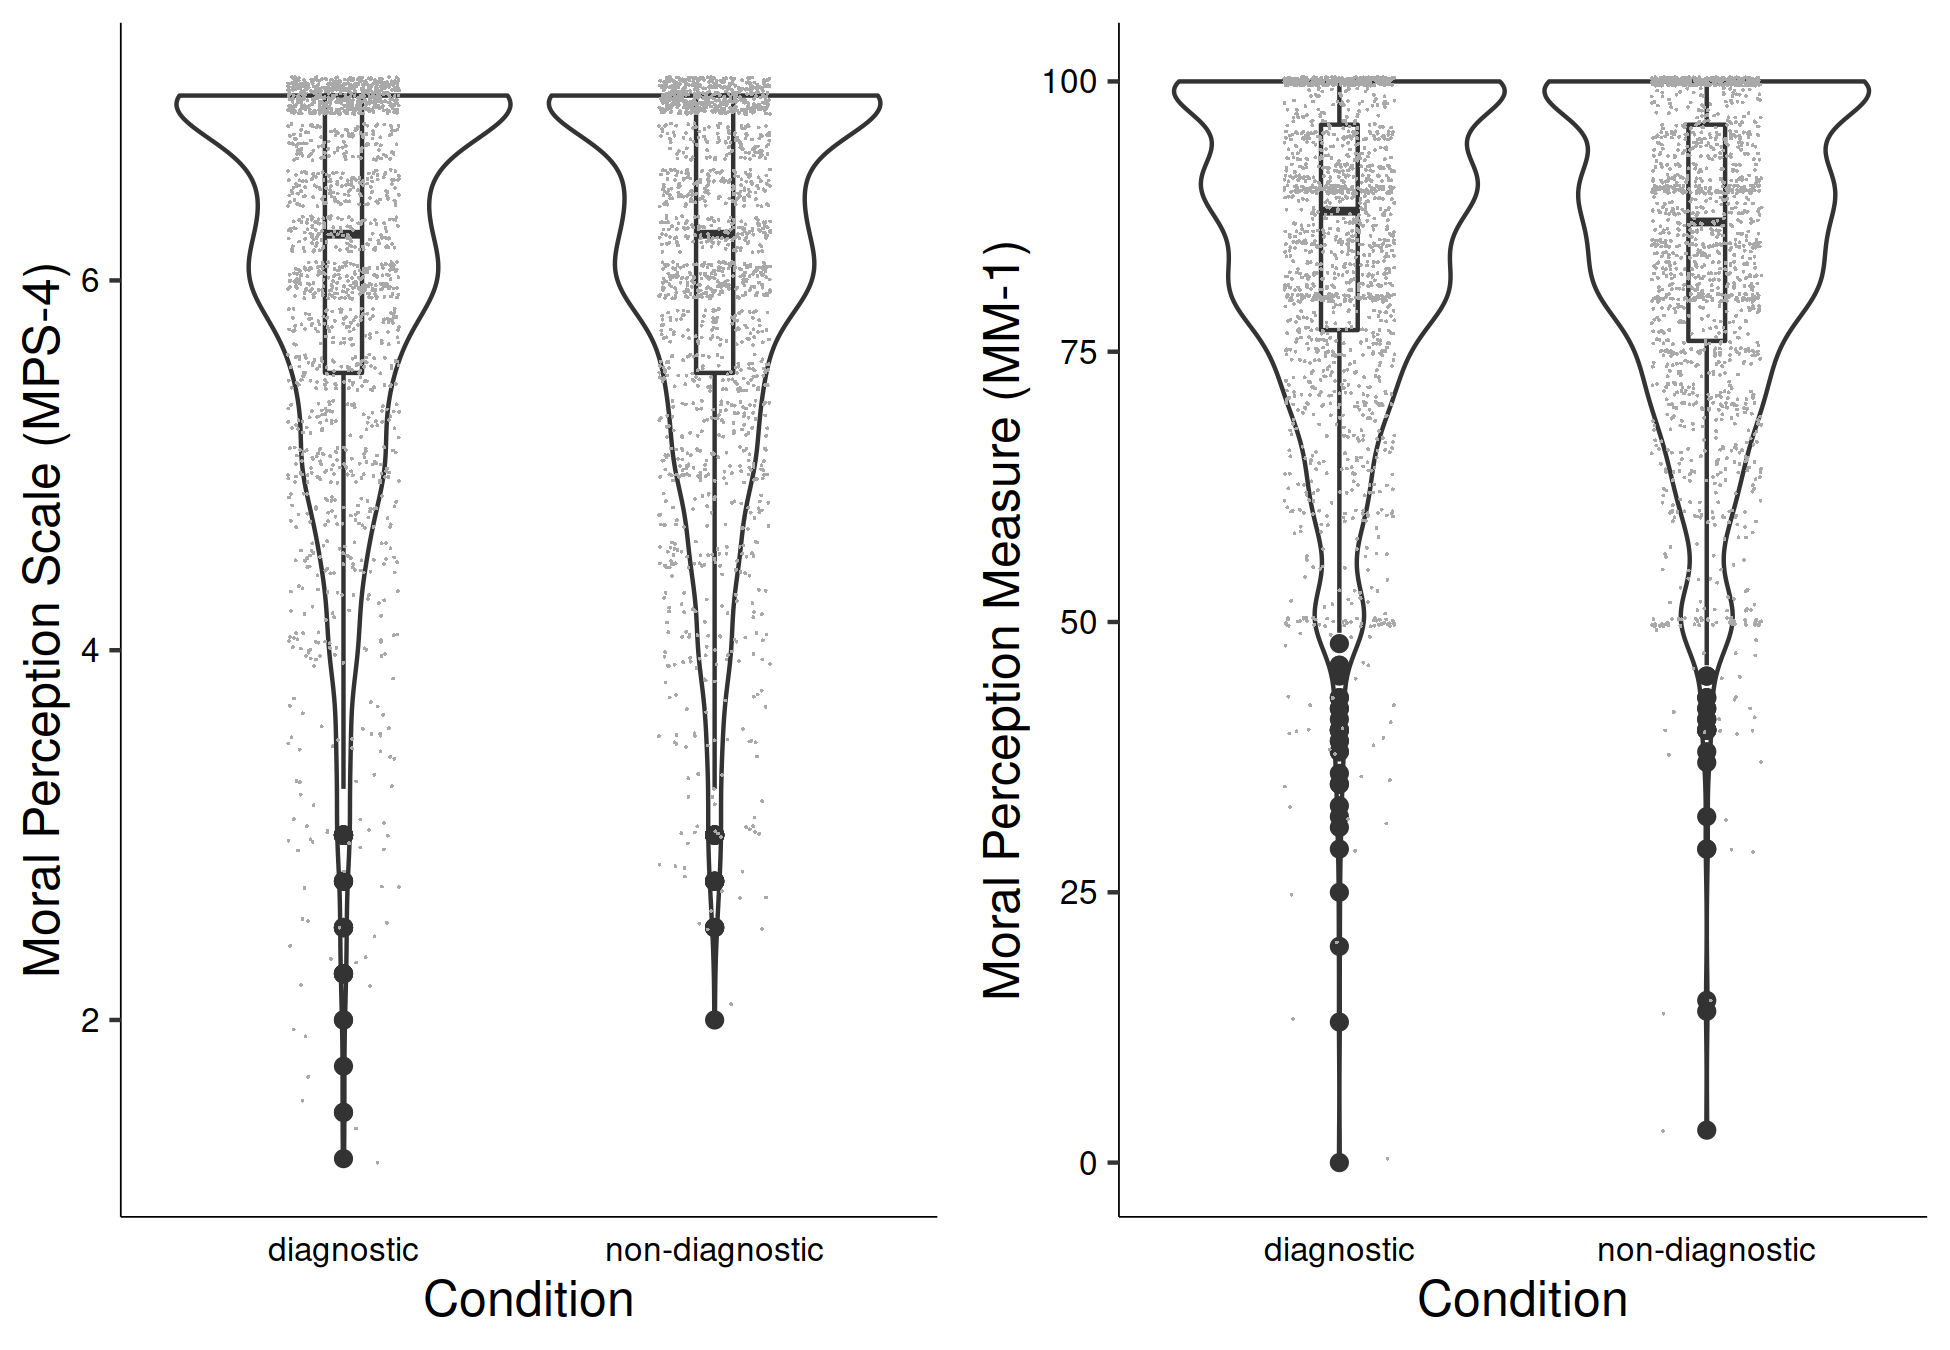 Moral Perception Scale (MPS-4)
6
4
2
diagnostic
non-diagnostic
Condition
Moral Perception Measure (MM-1)
100
75
50
25
0
diagnostic
non-diagnostic
Condition